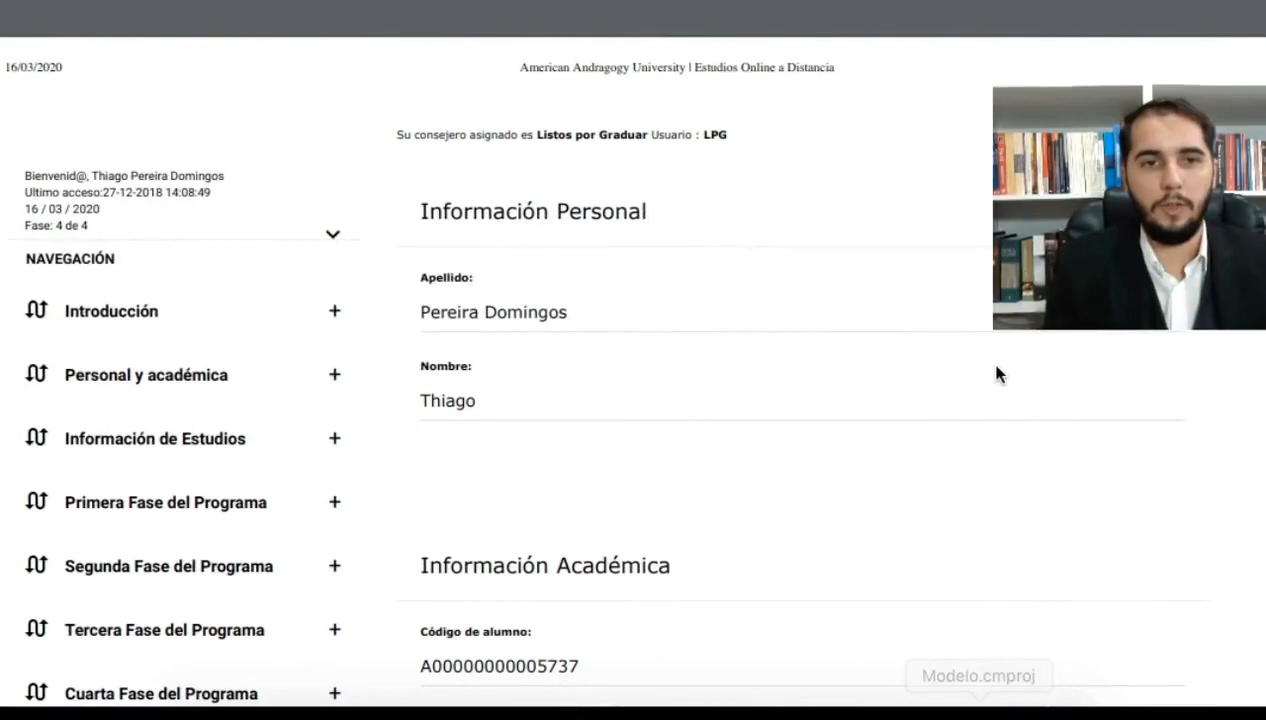 16/03/2020
American Andragogy University | Estudios Online a Distancia
Su consejero asignado es Listos por Graduar Usuario : LPG
Bienvenid@, Thiago Pereira Domingos
Ultimo acceso:27-12-2018 14:08:49
16 / 03 / 2020
Fase: 4 de 4
NAVEGACIÓN
Introducción
Personal y académica
Información de Estudios
Primera Fase del Programa
Segunda Fase del Programa
Tercera Fase del Programa
Cuarta Fase del Programa
Información Personal
Apellido:
Pereira Domingos
Nombre:
Thiago
Información Académica
Código de alumno:
A00000000005737
Modelo.cmproj